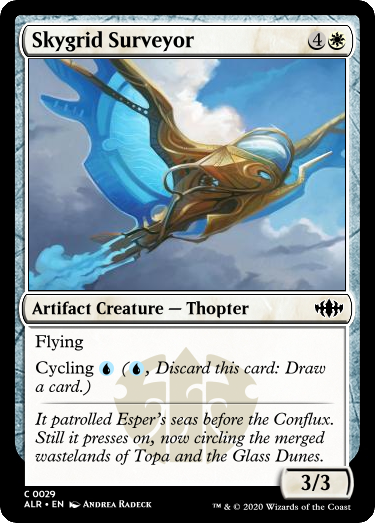 Skygrid Surveyor 4
Artifact Creature — Thopter
Flying
Cycling (, Discard this card: Draw
a card.)
It patrolled Esper's seas before the Conflux.
Still it presses on, now circling the merged
wastelands of Topa and the Glass Dunes.
3/3
C 0029
ALR • EN Andrea Radeck
™ & © 2020 Wizards of the Coast